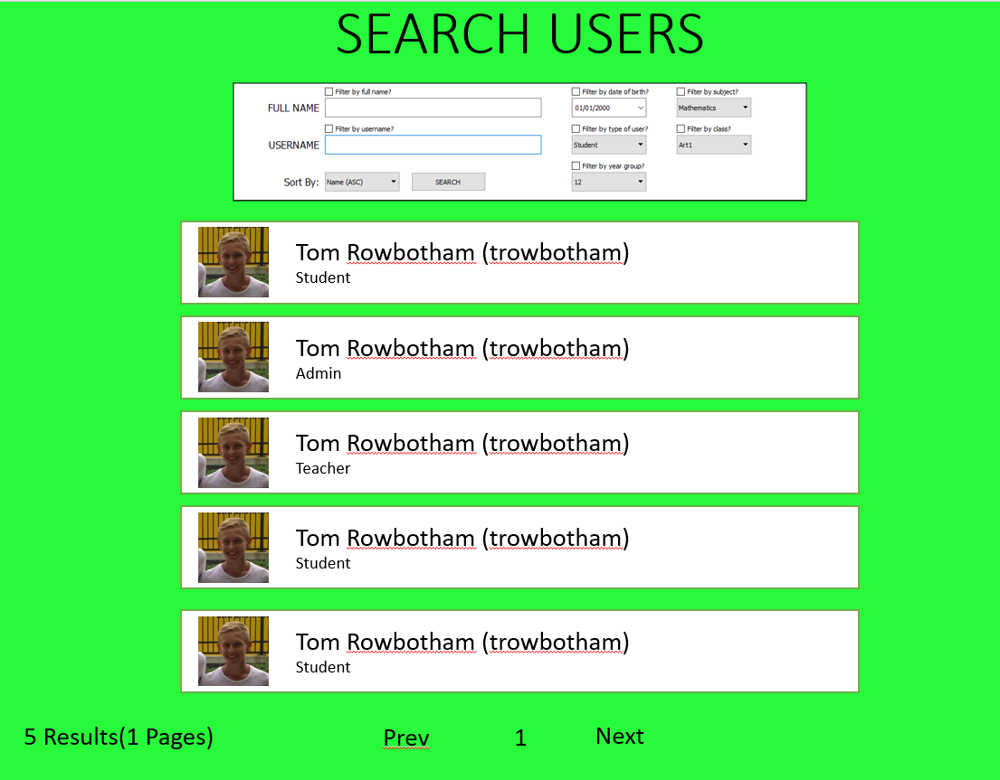 SEARCH USERS
Filter by full name? Filter by date of birth? Filter by subject?
FULL NAME 01/01/2000 Mathematics
Filter by username? Filter by type of user? Filter by class?
USERNAME Student Art1
Filter by year group?
Sort By: Name (ASC) SEARCH 12
Tom Rowbotham (trowbotham)
Student
Tom Rowbotham (trowbotham)
Admin
Tom Rowbotham (trowbotham)
Teacher
Tom Rowbotham (trowbotham)
Student
Tom Rowbotham (trowbotham)
Student
5 Results(1 Pages) Prev 1 Next